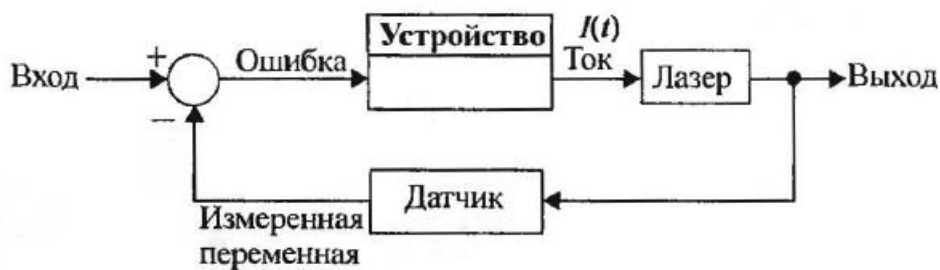 Устройство
I(t)
+
Вход
Ошибка
Ток
Лазер
Выход
−
Датчик
Измеренная
переменная